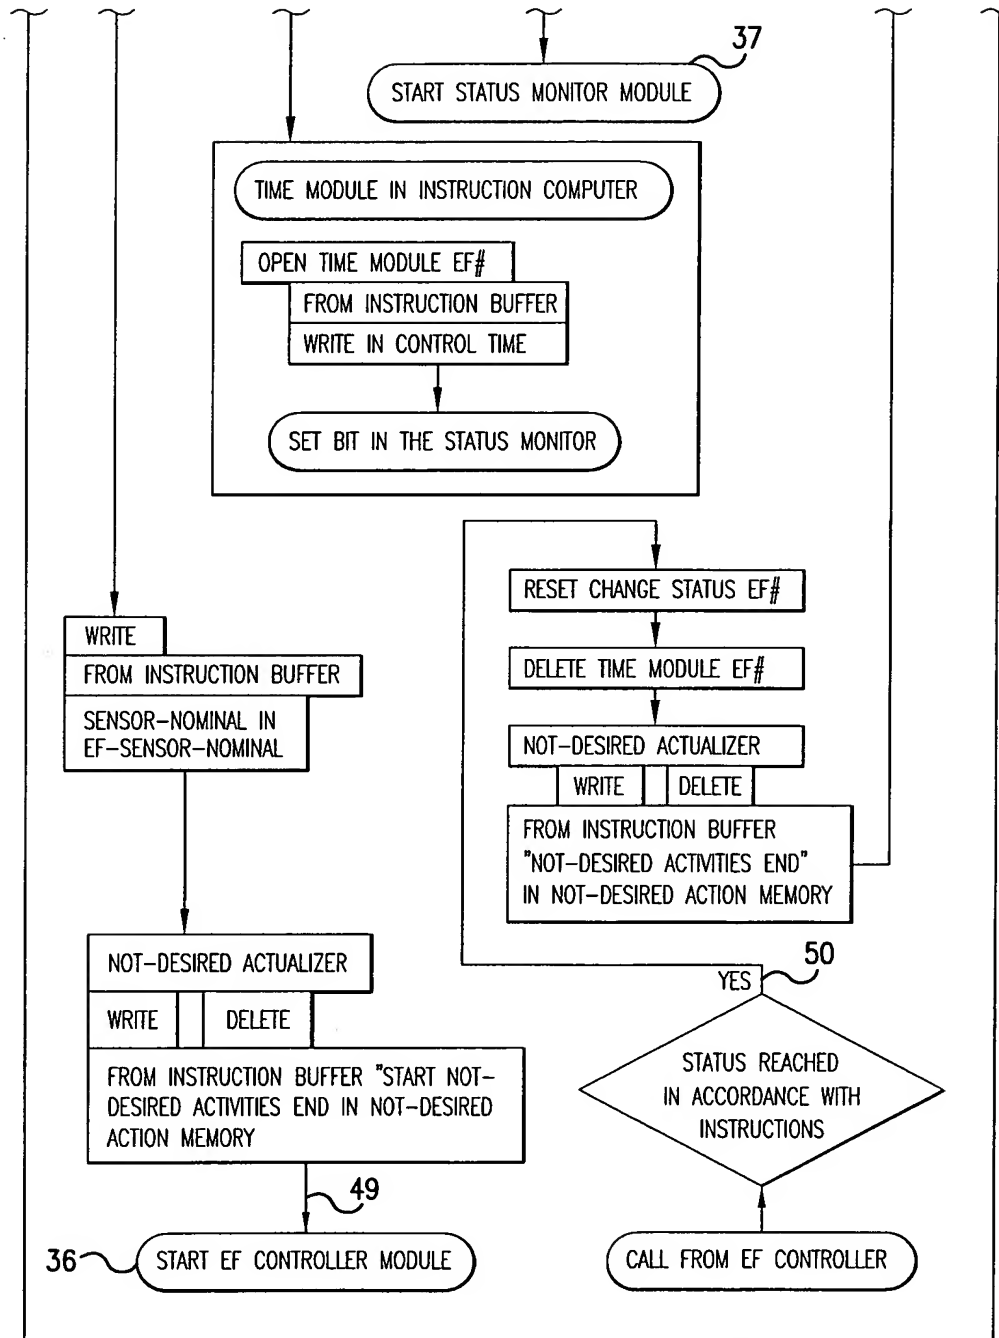 37
START STATUS MONITOR MODULE
TIME MODULE IN INSTRUCTION COMPUTER
OPEN TIME MODULE EF#
FROM INSTRUCTION BUFFER
WRITE IN CONTROL TIME
SET BIT IN THE STATUS MONITOR
RESET CHANGE STATUS EF#
DELETE TIME MODULE EF#
NOT-DESIRED ACTUALIZER
WRITE DELETE
FROM INSTRUCTION BUFFER
"NOT-DESIRED ACTIVITIES END"
IN NOT-DESIRED ACTION MEMORY
WRITE
FROM INSTRUCTION BUFFER
SENSOR-NOMINAL IN
EF-SENSOR-NOMINAL
NOT-DESIRED ACTUALIZER
WRITE DELETE
FROM INSTRUCTION BUFFER "START NOT-
DESIRED ACTIVITIES END IN NOT-DESIRED
ACTION MEMORY
49
36
START EF CONTROLLER MODULE
50
YES
STATUS REACHED
IN ACCORDANCE WITH
INSTRUCTIONS
CALL FROM EF CONTROLLER